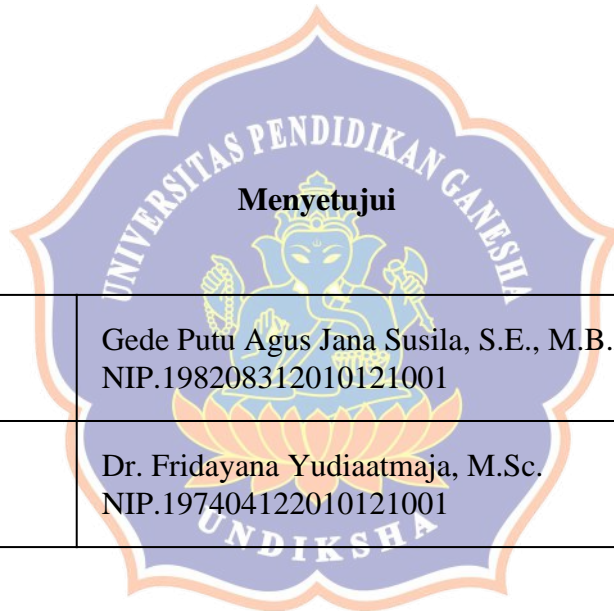 UNIVERSITAS PENDIDIKAN GANESHA
Menyetujui
Gede Putu Agus Jana Susila, S.E., M.B.
NIP.198208312010121001
Dr. Fridayana Yudiaatmaja, M.Sc.
NIP.197404122010121001
UNDIKSHA